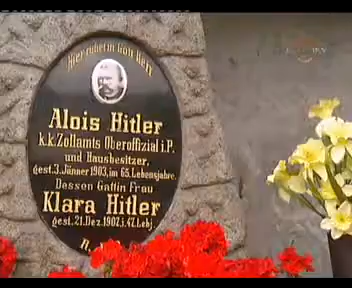 Hier ruhet in Gott Herr
Alois Hitler
k.k. Zollamts Oberoffizial i.P.
und Hausbesitzer.
gest. 3. Jänner 1903, im 65. Lebensjahre.
Dessen Gattin Frau
Klara Hitler
gest. 21. Dez. 1907 i. 47. Lebj.